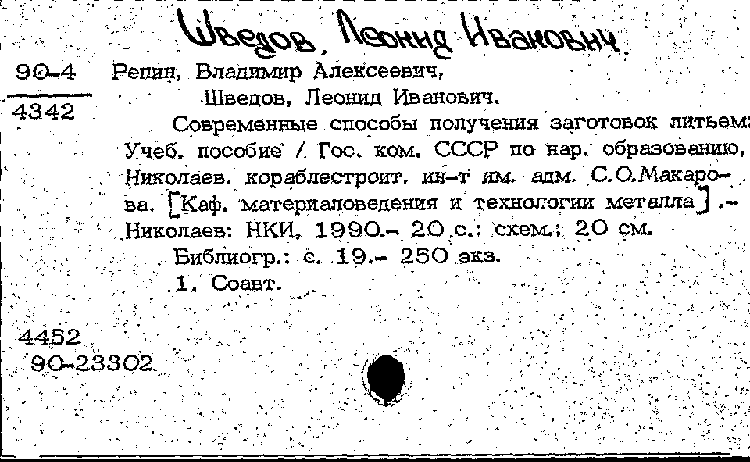 Шведов, Леонид Иванович.
90-4 Репин, Владимир Алексеевич,
Шведов, Леонид Иванович.
4342
Современные способы получения заготовок литьем:
Учеб. пособие / Гос. ком. СССР по нар. образованию,
Николаев. кораблестроит. ин-т им. адм. С.О.Макаро-
ва. [Каф. материаловедения и технологии металла].-
Николаев: НКИ, 1990.- 20 с.: схем.; 20 см.
Библиогр.: с. 19.- 250 экз.
1. Соавт.
4452
90-23302